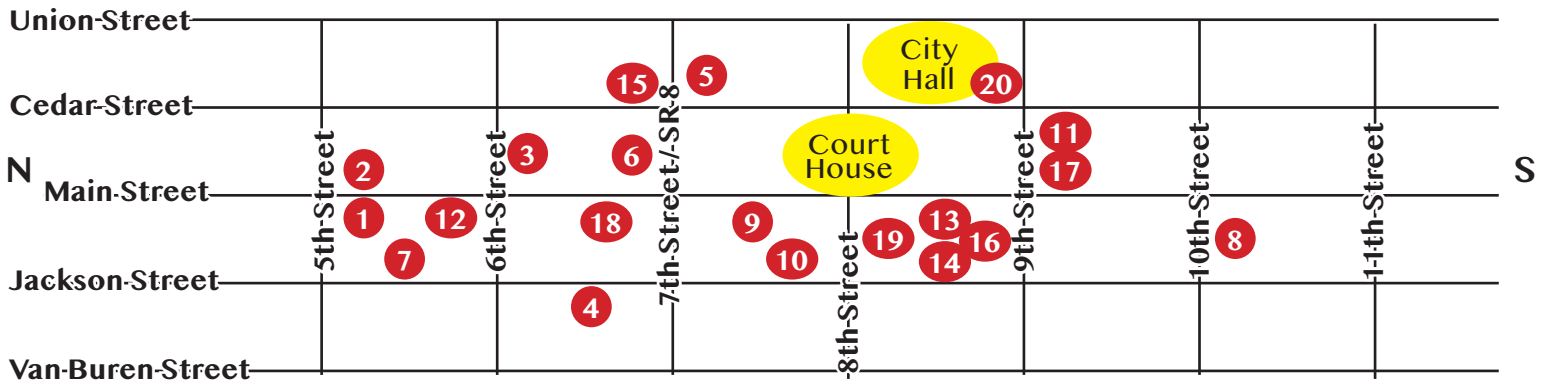 Union-Street
City
Hall
15
5
20
Cedar-Street
11
Court
House
3
6
2
17
N
S
Main-Street
1
12
18
9
13
19
16
8
7
10
14
Jackson-Street
4
Van-Buren-Street
5th-Street
6th-Street
7th-Street/-SR-8
8th-Street
9th-Street
10th-Street
11th-Street